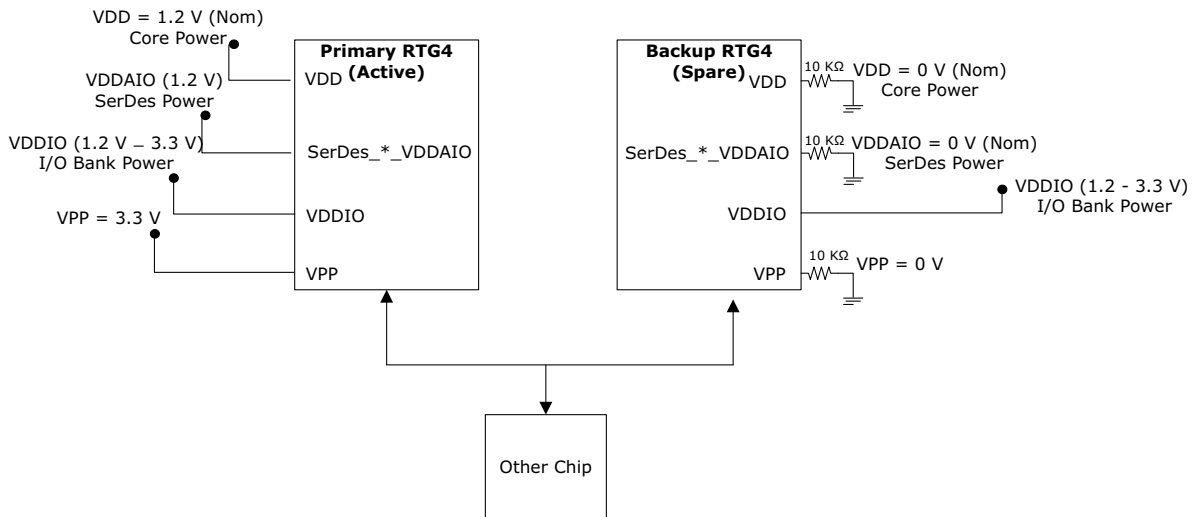 VDD = 1.2 V (Nom)
Core Power
VDDAIO (1.2 V)
SerDes Power
VDDIO (1.2 V – 3.3 V)
I/O Bank Power
VPP = 3.3 V
Primary RTG4
(Active)
VDD
SerDes_*_VDDAIO
VDDIO
VPP
Backup RTG4
(Spare)
VDD
SerDes_*_VDDAIO
VDDIO
VPP
10 KΩ
VDD = 0 V (Nom)
Core Power
10 KΩ
VDDAIO = 0 V (Nom)
SerDes Power
VDDIO (1.2 - 3.3 V)
I/O Bank Power
10 KΩ
VPP = 0 V
Other Chip